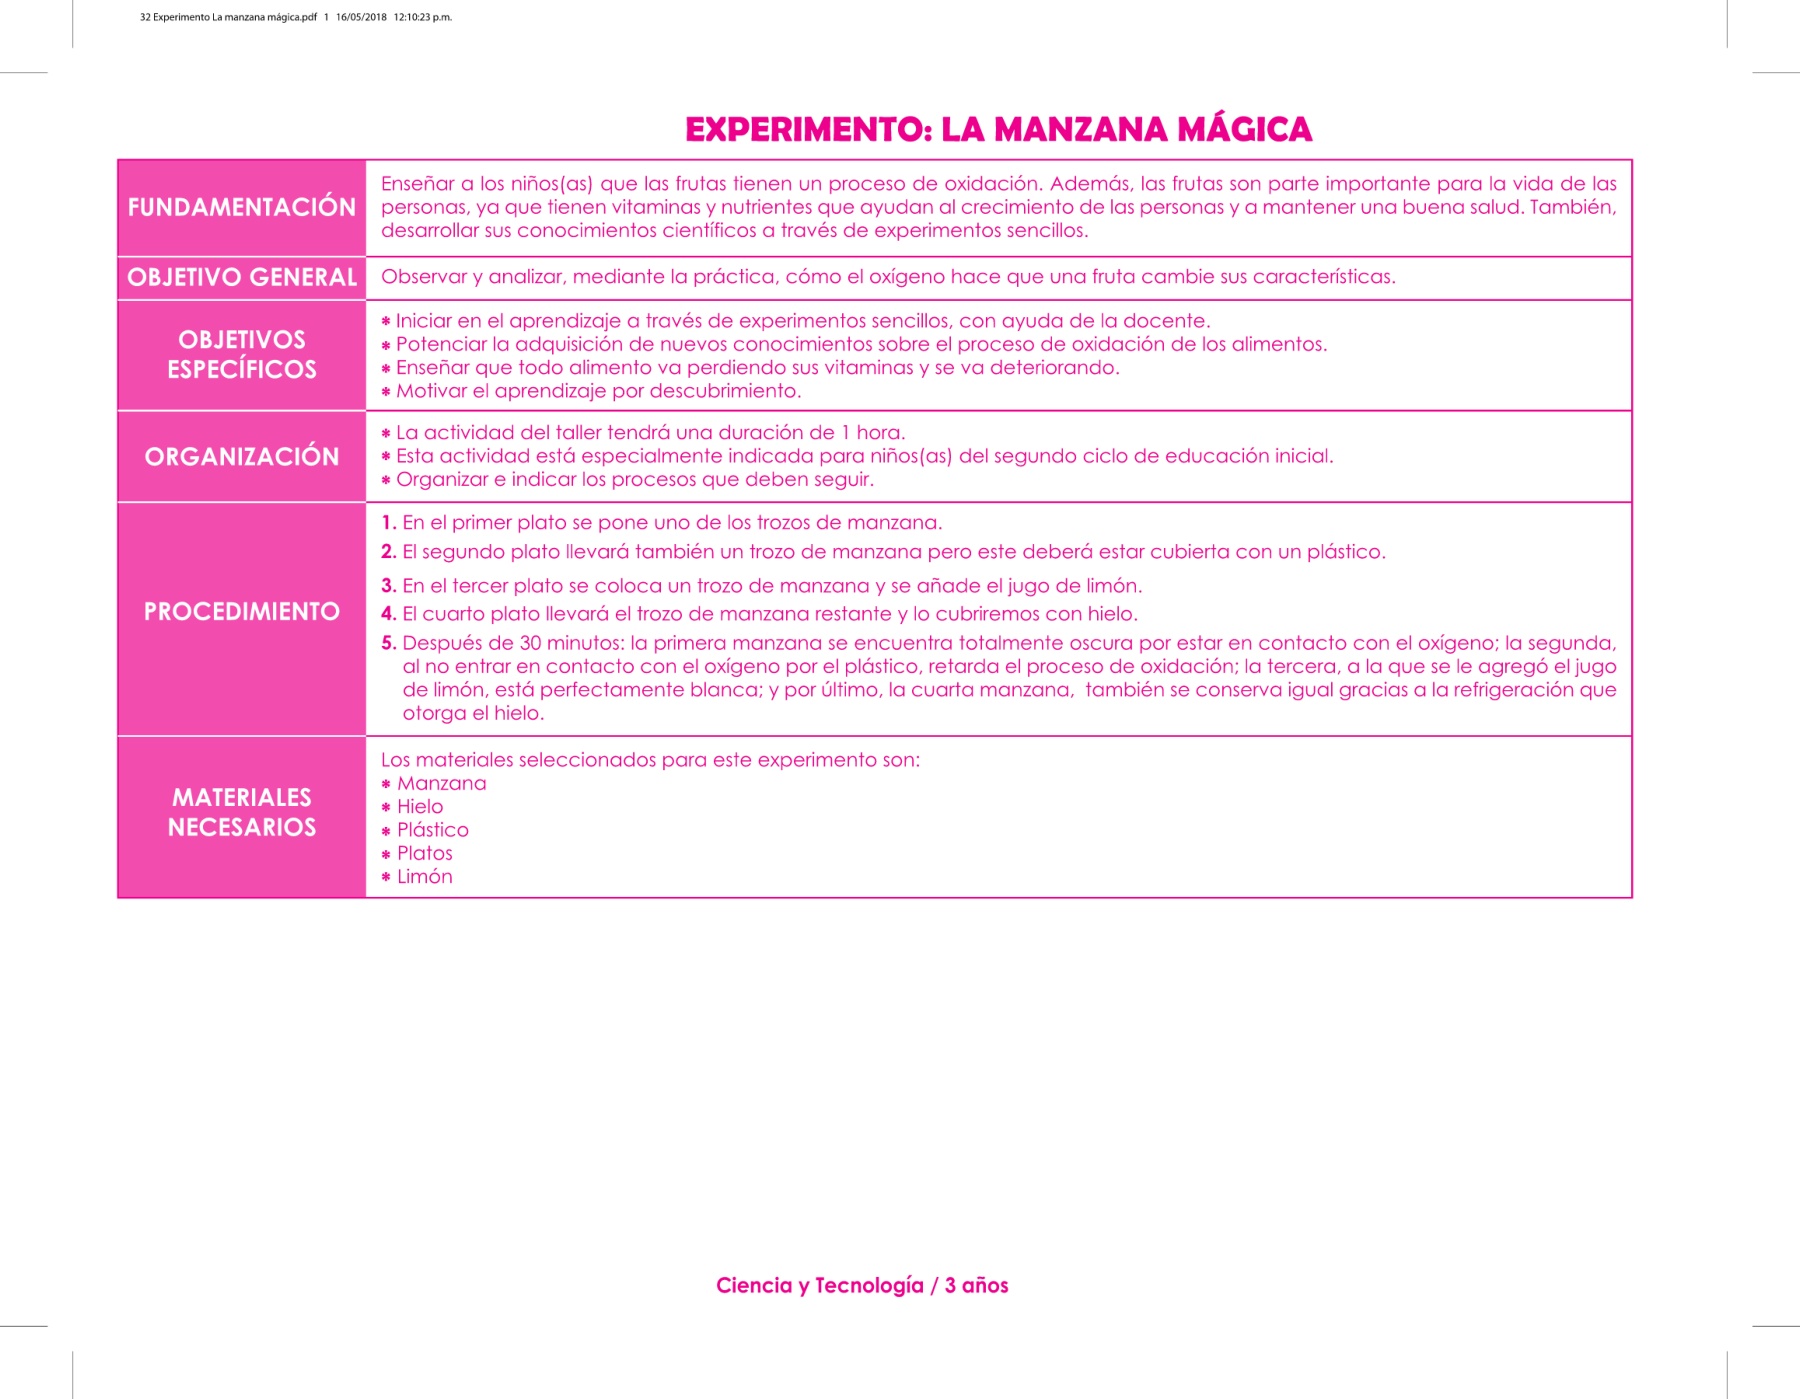 32 Experimento La manzana mágica.pdf 1 16/05/2018 12:10:23 p.m.
EXPERIMENTO: LA MANZANA MÁGICA
FUNDAMENTACIÓN
Enseñar a los niños(as) que las frutas tienen un proceso de oxidación. Además, las frutas son parte importante para la vida de las
personas, ya que tienen vitaminas y nutrientes que ayudan al crecimiento de las personas y a mantener una buena salud. También,
desarrollar sus conocimientos científicos a través de experimentos sencillos.
OBJETIVO GENERAL
Observar y analizar, mediante la práctica, cómo el oxígeno hace que una fruta cambie sus características.
OBJETIVOS
ESPECÍFICOS
* Iniciar en el aprendizaje a través de experimentos sencillos, con ayuda de la docente.
* Potenciar la adquisición de nuevos conocimientos sobre el proceso de oxidación de los alimentos.
* Enseñar que todo alimento va perdiendo sus vitaminas y se va deteriorando.
* Motivar el aprendizaje por descubrimiento.
ORGANIZACIÓN
* La actividad del taller tendrá una duración de 1 hora.
* Esta actividad está especialmente indicada para niños(as) del segundo ciclo de educación inicial.
* Organizar e indicar los procesos que deben seguir.
PROCEDIMIENTO
1. En el primer plato se pone uno de los trozos de manzana.
2. El segundo plato llevará también un trozo de manzana pero este deberá estar cubierta con un plástico.
3. En el tercer plato se coloca un trozo de manzana y se añade el jugo de limón.
4. El cuarto plato llevará el trozo de manzana restante y lo cubriremos con hielo.
5. Después de 30 minutos: la primera manzana se encuentra totalmente oscura por estar en contacto con el oxígeno; la segunda,
al no entrar en contacto con el oxígeno por el plástico, retarda el proceso de oxidación; la tercera, a la que se le agregó el jugo
de limón, está perfectamente blanca; y por último, la cuarta manzana, también se conserva igual gracias a la refrigeración que
otorga el hielo.
MATERIALES
NECESARIOS
Los materiales seleccionados para este experimento son:
* Manzana
* Hielo
* Plástico
* Platos
* Limón
Ciencia y Tecnología / 3 años